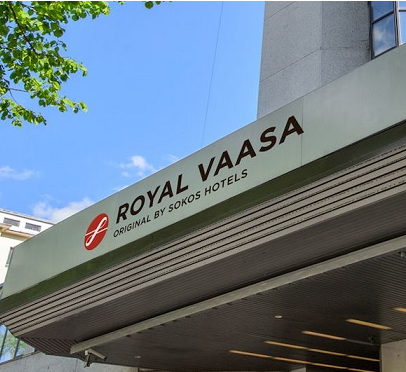 ROYAL VAASA
ORIGINAL BY SOKOS HOTELS